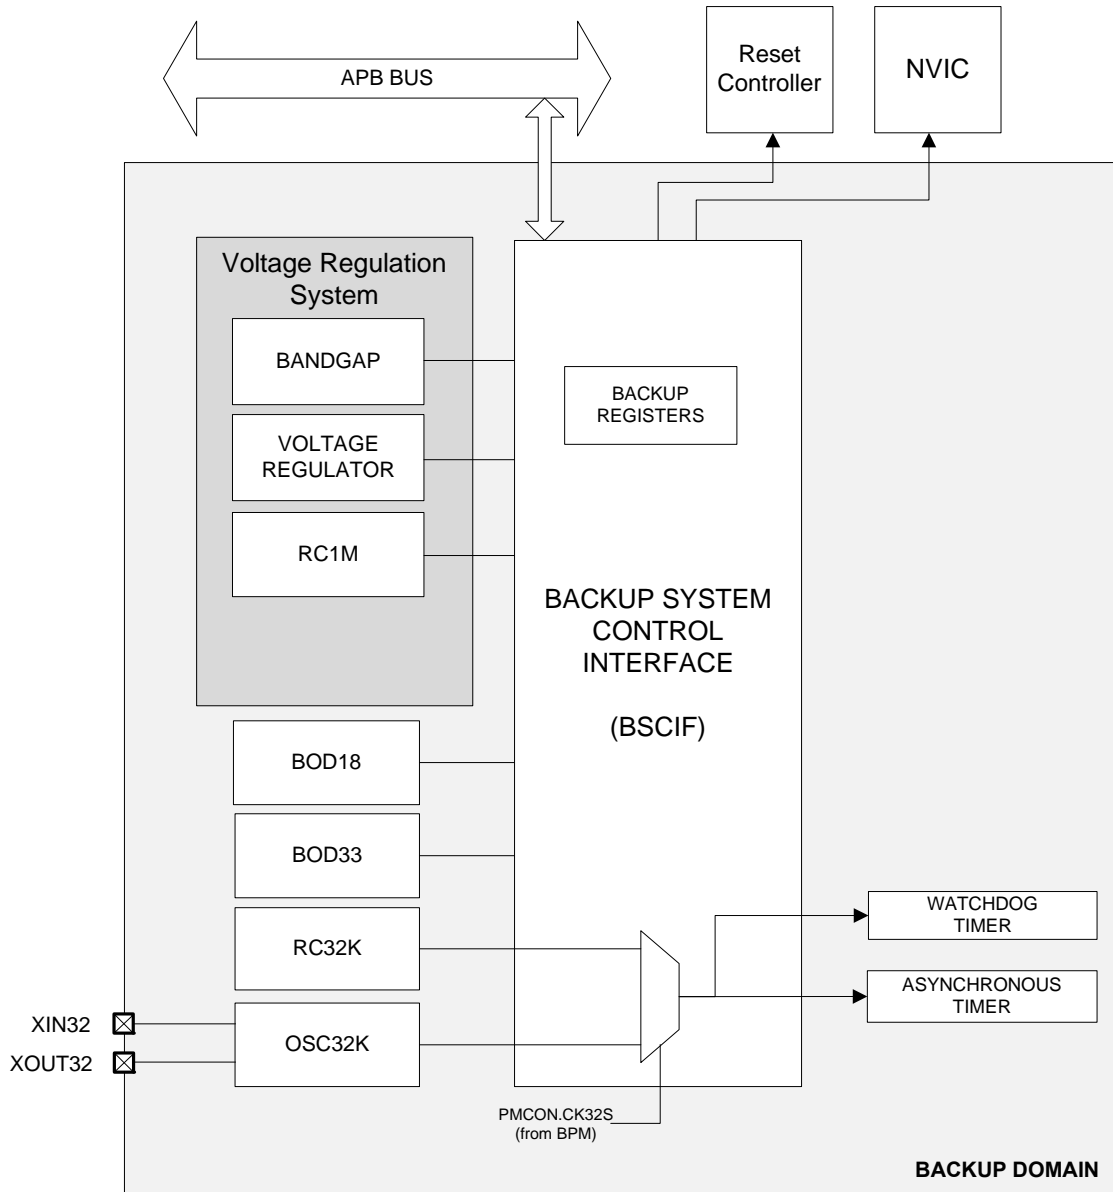 APB BUS
Reset
Controller
NVIC
Voltage Regulation
System
BANDGAP
VOLTAGE
REGULATOR
RC1M
BACKUP
REGISTERS
BACKUP SYSTEM
CONTROL
INTERFACE
(BSCIF)
BOD18
BOD33
RC32K
OSC32K
XIN32
XOUT32
WATCHDOG
TIMER
ASYNCHRONOUS
TIMER
PMCON.CK32S
(from BPM)
BACKUP DOMAIN